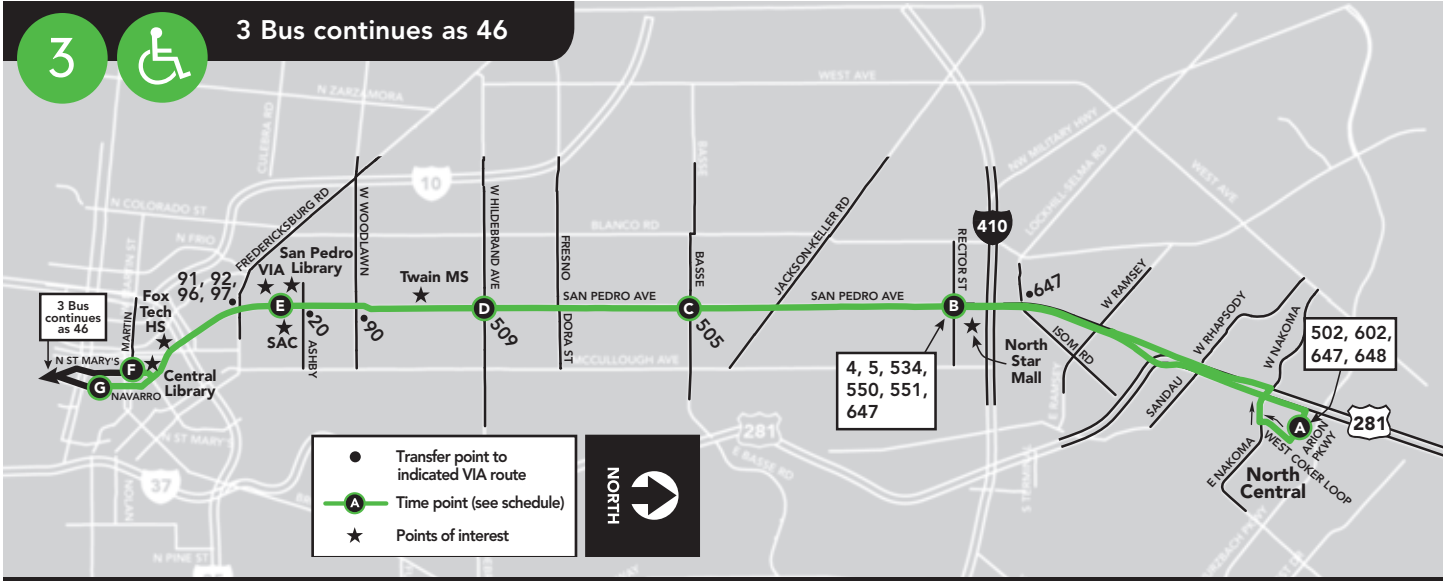 3
3 Bus continues as 46
WEST AVE
N ZARZAMORA
CULEBRA RD
BASSE
NW MILITARY HWY
LOCKHILL-SELMA RD
WEST AVE
10
N COLORADO ST
BLANCO RD
N FRIO
FREDERICKSBURG RD
W WOODLAWN
W HILDEBRAND AVE
FRESNO
BASSE
JACKSON-KELLER RD
RECTOR ST
410
San Pedro
Library
VIA
91, 92,
96, 97,
Twain MS
647
W RAMSEY
W RHAPSODY
W NAKOMA
3 Bus
continues
as 46
Fox
Tech
HS
MARTIN
E
SAN PEDRO AVE
SAN PEDRO AVE
D
C
B
20
90
509
505
SAC
ASHBY
DORA ST
MCCULLOUGH AVE
ISOM RD
North
Star
Mall
502, 602,
647, 648
N ST MARY'S
F
G
NAVARRO
Central
Library
4, 5, 534,
550, 551,
647
E RAMSEY
SANDAU
A
ARION
PKWY
281
WEST COKER LOOP
E NAKOMA
North
Central
N ST MARY'S
281
E BASSE RD
37
N PINE ST
Transfer point to
indicated VIA route
A
Time point (see schedule)
Points of interest
NORTH